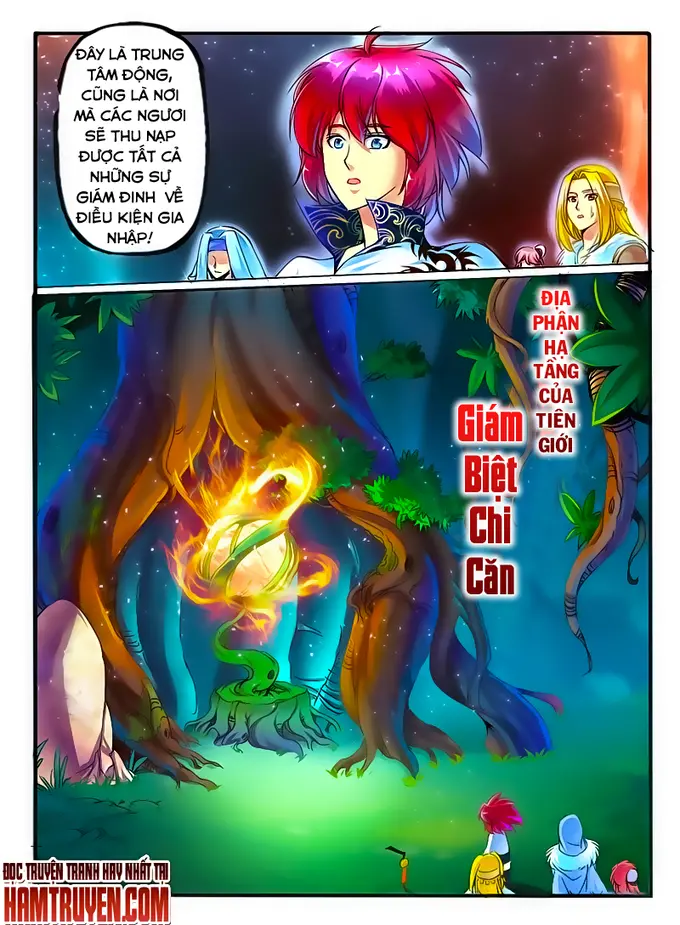 ĐÂY LÀ TRUNG
TÂM ĐỘNG,
CŨNG LÀ NƠI
MÀ CÁC NGƯƠI
SẼ THU NẠP
ĐƯỢC TẤT CẢ
NHỮNG SỰ
GIÁM ĐINH VỀ
ĐIỀU KIỆN GIA
NHẬP!
ĐỊA
PHẬN
HẠ
TẦNG
CỦA
TIÊN
GIỚI
Giám
Biệt
Chi
Căn
ĐỌC TRUYỆN TRANH HAY NHẤT TẠI
HAMTRUYEN.COM